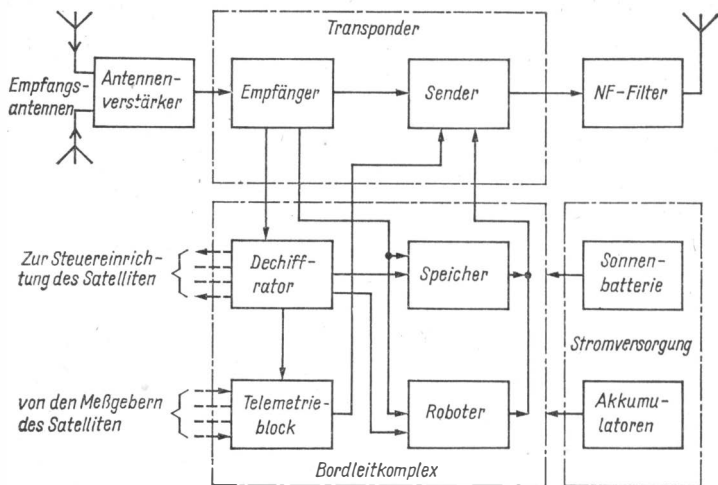 Transponder
Empfangs-
antennen
Antennen-
verstärker
Empfänger
Sender
NF-Filter
Zur Steuereinrich-
tung des Satelliten
Dechiff-
rator
Speicher
Sonnen-
batterie
Stromversorgung
von den Meßgebern
des Satelliten
Telemetrie-
block
Roboter
Akkumu-
latoren
Bordleitkomplex